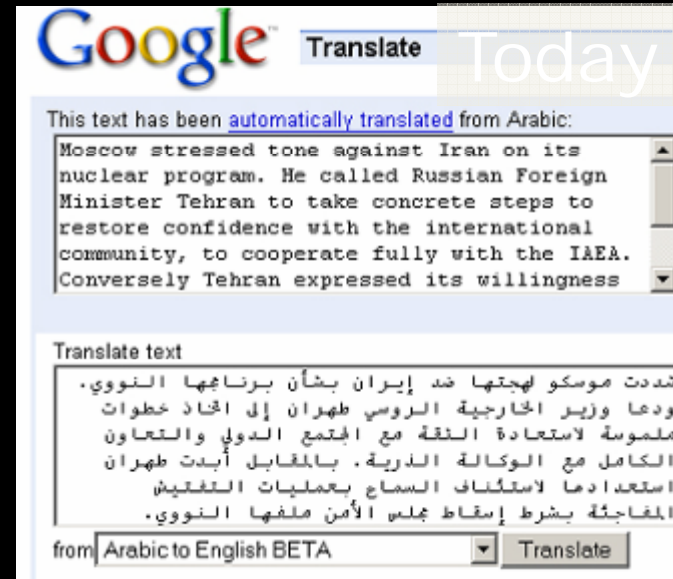 Google™ Translate Today
This text has been automatically translated from Arabic:
Moscow stressed tone against Iran on its
nuclear program. He called Russian Foreign
Minister Tehran to take concrete steps to
restore confidence with the international
community, to cooperate fully with the IAEA.
Conversely Tehran expressed its willingness
Translate text
شددت موسكو لهجتها ضد إيران بشأن برنامجها النووي.
ودعا وزير الخارجية الروسي طهران إلى اتخاذ خطوات
ملموسة لاستعادة الثقة مع المجتمع الدولي والتعاون
الكامل مع الوكالة الذرية. بالمقابل أبدت طهران
استعدادها لاستئناف السماح بعمليات التفتيش
المفاجئة بشرط إسقاط مجلس الأمن ملفها النووي.
from Arabic to English BETA Translate